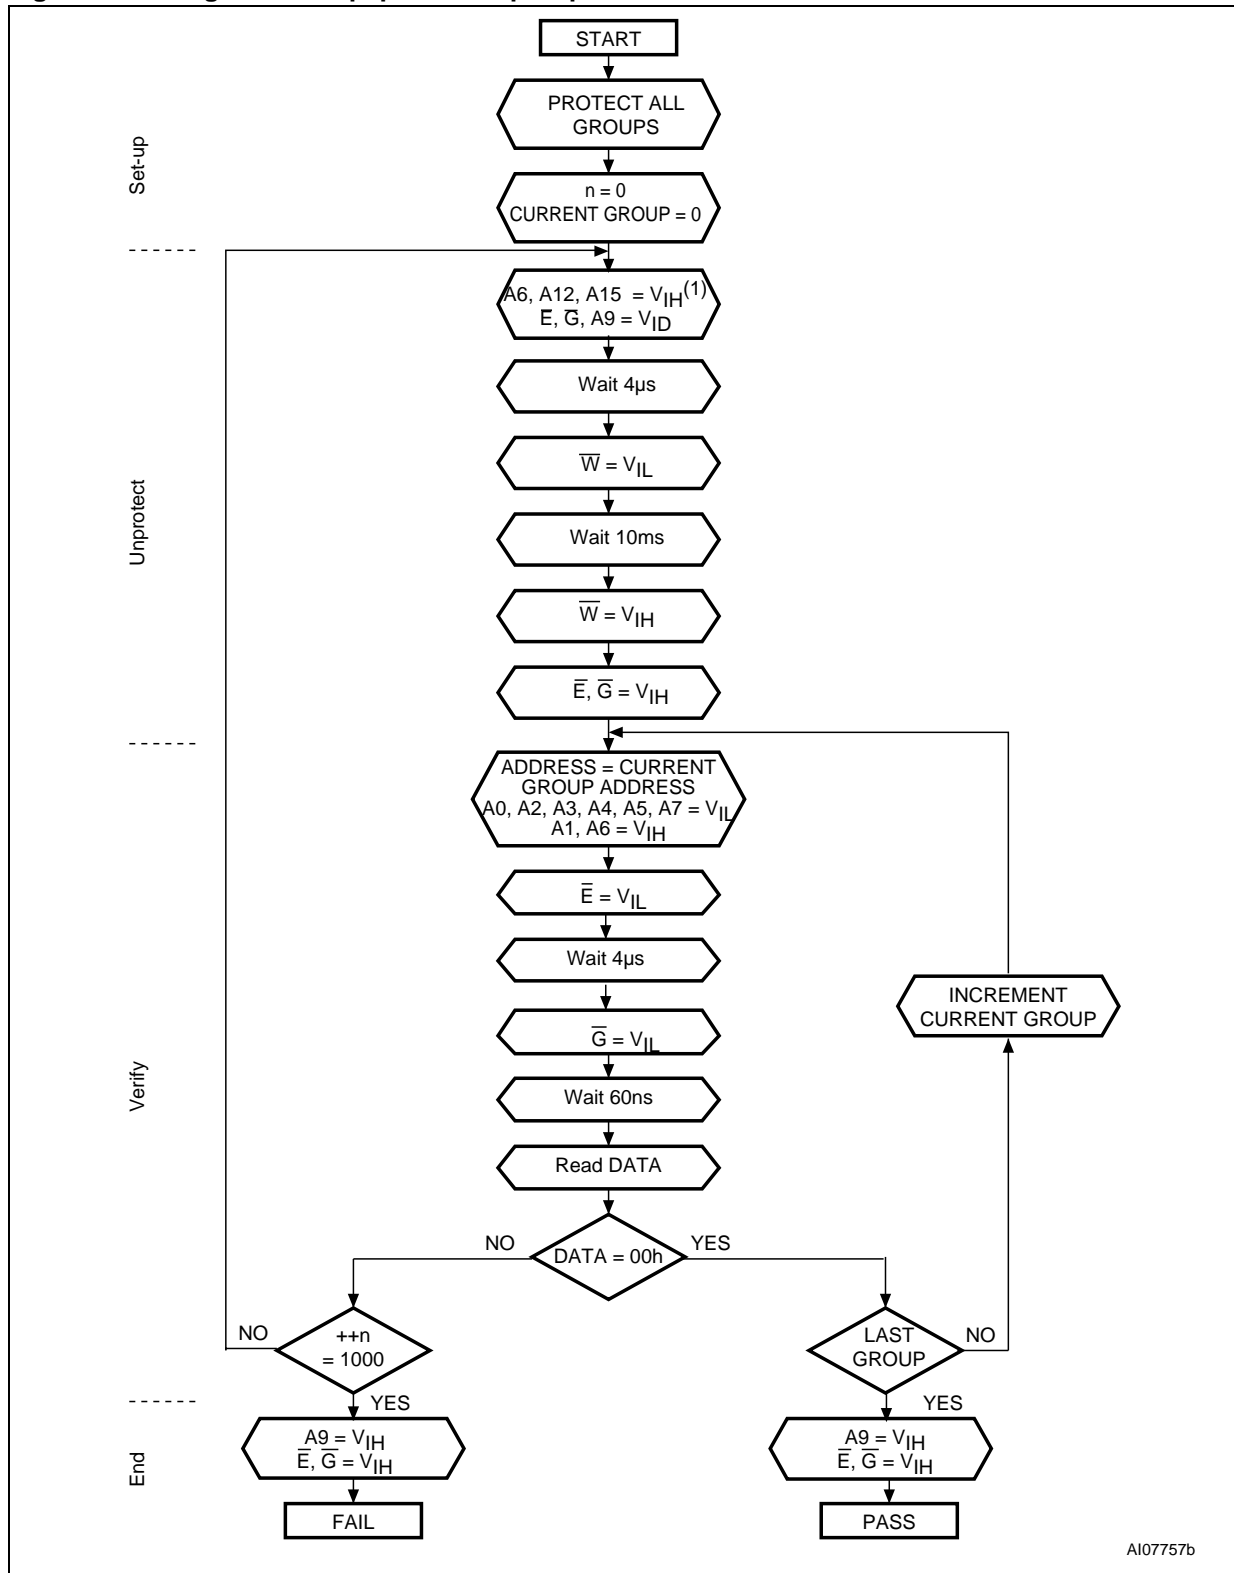 START
PROTECT ALL
GROUPS
Set-up
n = 0
CURRENT GROUP = 0
A6, A12, A15 = VIH(1)
E̅, G̅, A9 = VID
Wait 4µs
W̅ = VIL
Unprotect
Wait 10ms
W̅ = VIH
E̅, G̅ = VIH
ADDRESS = CURRENT
GROUP ADDRESS
A0, A2, A3, A4, A5, A7 = VIL
A1, A6 = VIH
E̅ = VIL
Wait 4µs
INCREMENT
CURRENT GROUP
G̅ = VIL
Verify
Wait 60ns
Read DATA
NO
DATA = 00h
YES
NO
++n
= 1000
LAST
GROUP
NO
YES
YES
End
A9 = VIH
E̅, G̅ = VIH
A9 = VIH
E̅, G̅ = VIH
FAIL
PASS
AI07757b